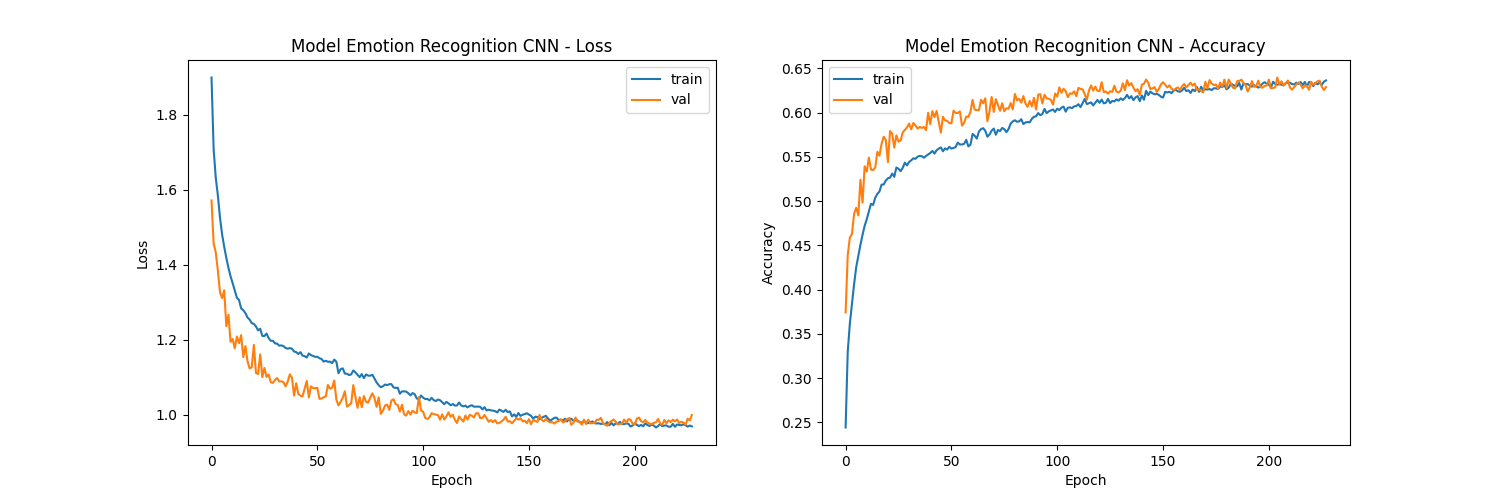 Model Emotion Recognition CNN - Loss
train
val
1.8
1.6
1.4
1.2
1.0
Loss
0
50
100
150
200
Epoch
Model Emotion Recognition CNN - Accuracy
train
val
0.65
0.60
0.55
0.50
0.45
0.40
0.35
0.30
0.25
Accuracy
0
50
100
150
200
Epoch